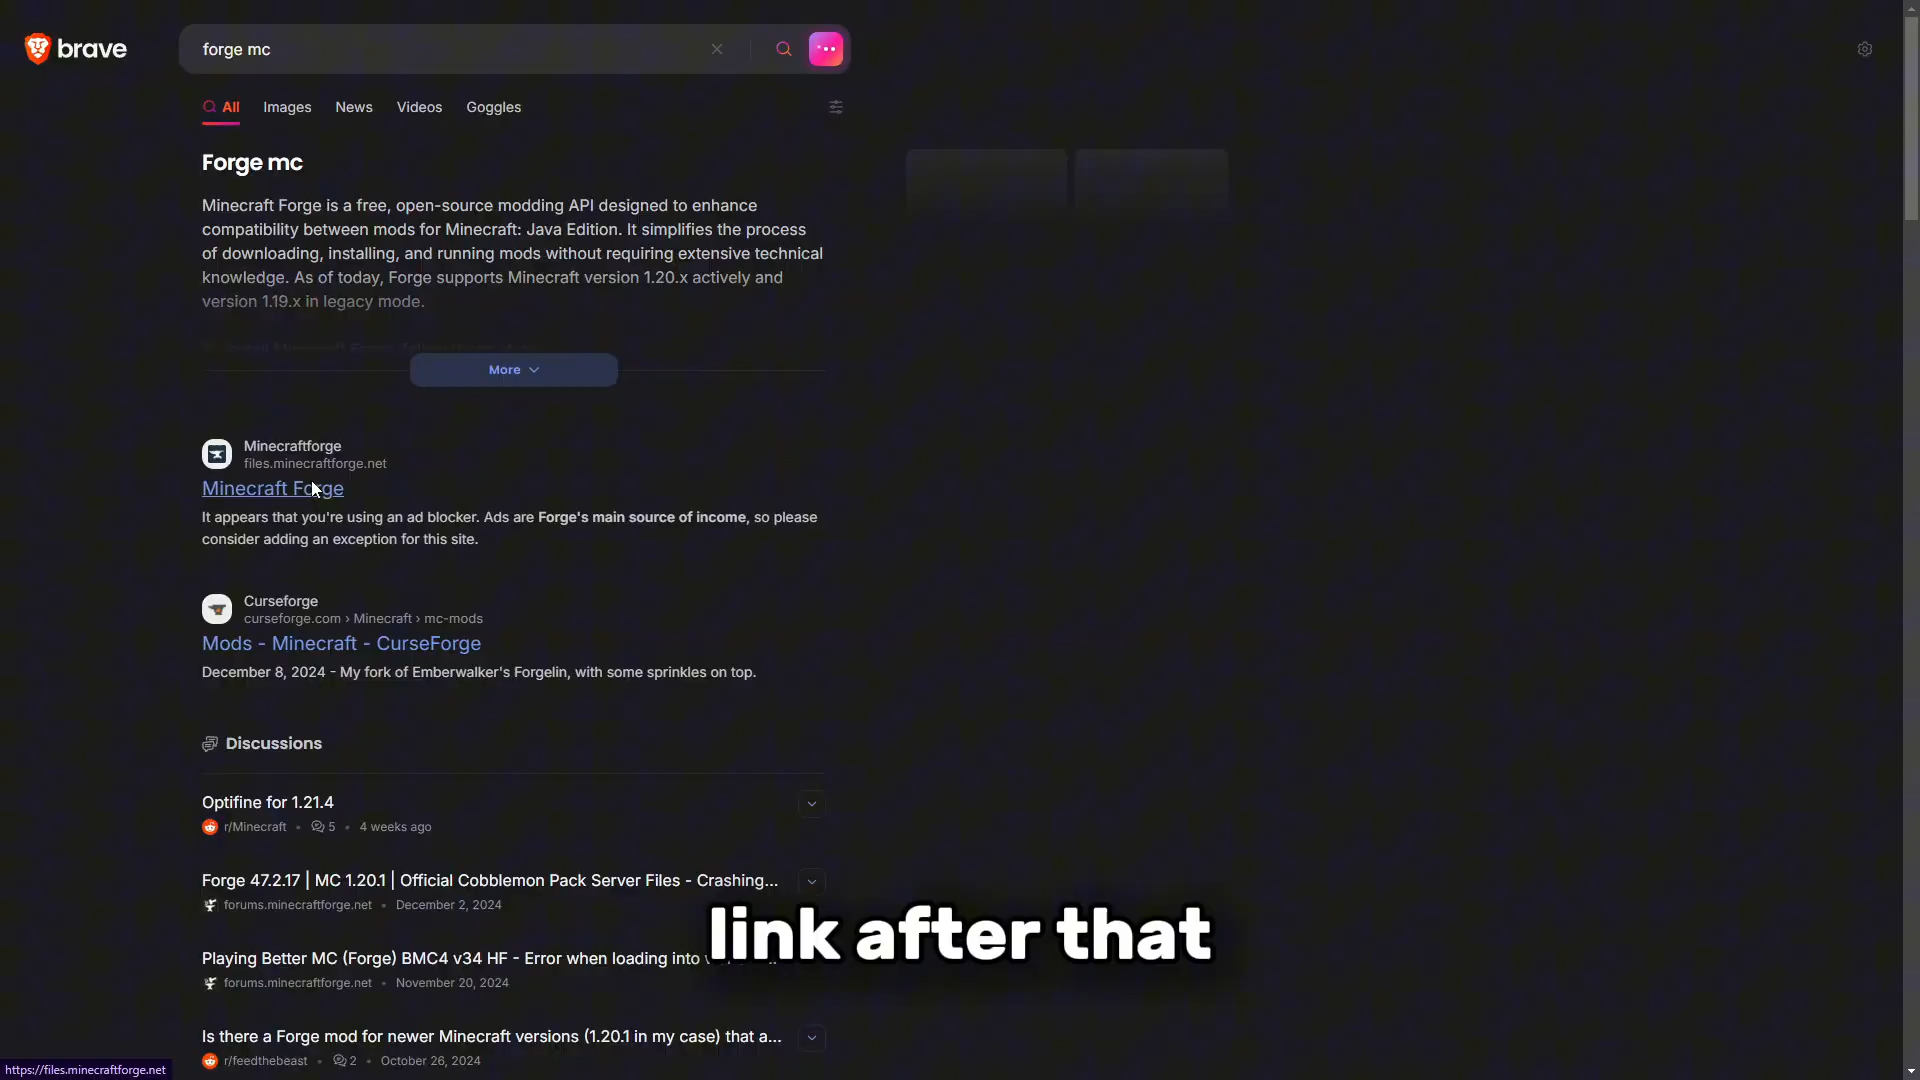 brave
forge mc
All Images News Videos Goggles
Forge mc
Minecraft Forge is a free, open-source modding API designed to enhance
compatibility between mods for Minecraft: Java Edition. It simplifies the process
of downloading, installing, and running mods without requiring extensive technical
knowledge. As of today, Forge supports Minecraft version 1.20.x actively and
version 1.19.x in legacy mode.
More
Minecraftforge
files.minecraftforge.net
Minecraft Forge
It appears that you're using an ad blocker. Ads are Forge's main source of income, so please
consider adding an exception for this site.
Curseforge
curseforge.com › Minecraft › mc-mods
Mods - Minecraft - CurseForge
December 8, 2024 - My fork of Emberwalker's Forgelin, with some sprinkles on top.
Discussions
Optifine for 1.21.4
r/Minecraft • 5 • 4 weeks ago
Forge 47.2.17 | MC 1.20.1 | Official Cobblemon Pack Server Files - Crashing...
forums.minecraftforge.net • December 2, 2024
link after that
Playing Better MC (Forge) BMC4 v34 HF - Error when loading into
forums.minecraftforge.net • November 20, 2024
Is there a Forge mod for newer Minecraft versions (1.20.1 in my case) that a...
r/feedthebeast • 2 • October 26, 2024
https://files.minecraftforge.net